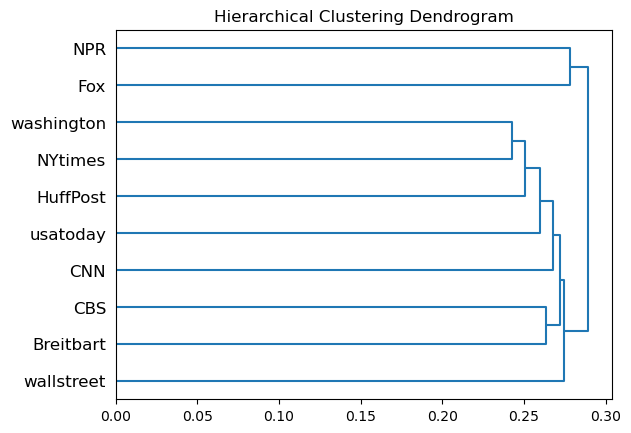 Hierarchical Clustering Dendrogram
NPR
Fox
washington
NYtimes
HuffPost
usatoday
CNN
CBS
Breitbart
wallstreet
0.00 0.05 0.10 0.15 0.20 0.25 0.30